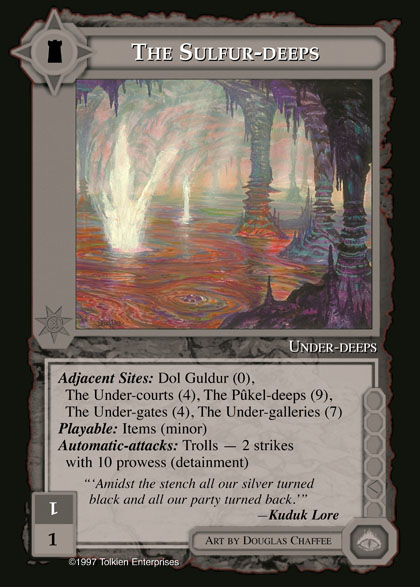 The Sulfur-deeps
Under-deeps
Adjacent Sites: Dol Guldur (0),
The Under-courts (4), The Pûkel-deeps (9),
The Under-gates (4), The Under-galleries (7)
Playable: Items (minor)
Automatic-attacks: Trolls — 2 strikes
with 10 prowess (detainment)
“‘Amidst the stench all our silver turned
black and all our party turned back.’”
–Kuduk Lore
1
1
Art by Douglas Chaffee
©1997 Tolkien Enterprises